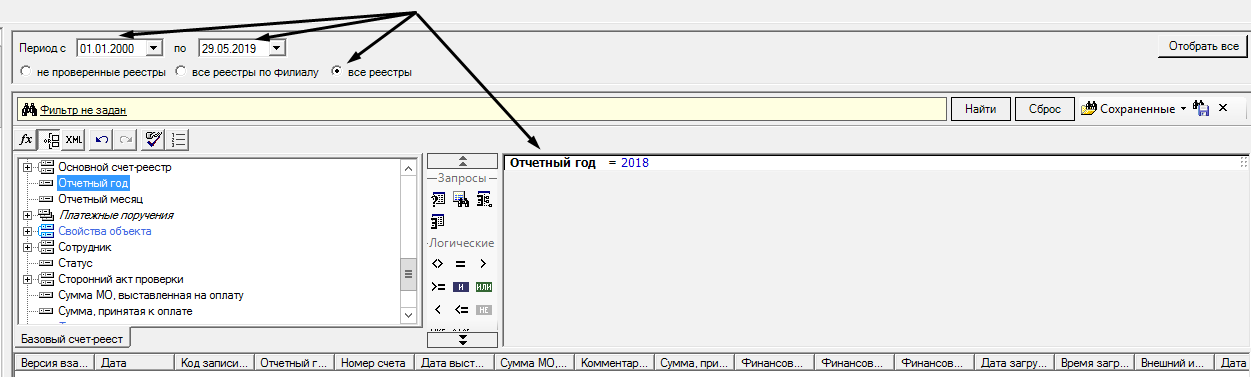 Период с 01.01.2000 по 29.05.2019 Отобрать все
не проверенные реестры все реестры по филиалу все реестры
Фильтр не задан Найти Сброс Сохраненные
fx XML
Основной счет-реестр
Отчетный год
Отчетный месяц
Платежные поручения
Свойства объекта
Сотрудник
Статус
Сторонний акт проверки
Сумма МО, выставленная на оплату
Сумма, принятая к оплате
Базовый счет-реест
Запросы
Логические
<> = >
>= И ИЛИ
< <= НЕ
Отчетный год = 2018
Версия вза... Дата Код записи... Отчетный г... Номер счета Дата выст... Сумма МО,... Комментар... Сумма, при... Финансов... Финансов... Финансов... Дата загру... Время загр... Внешний и... Дата